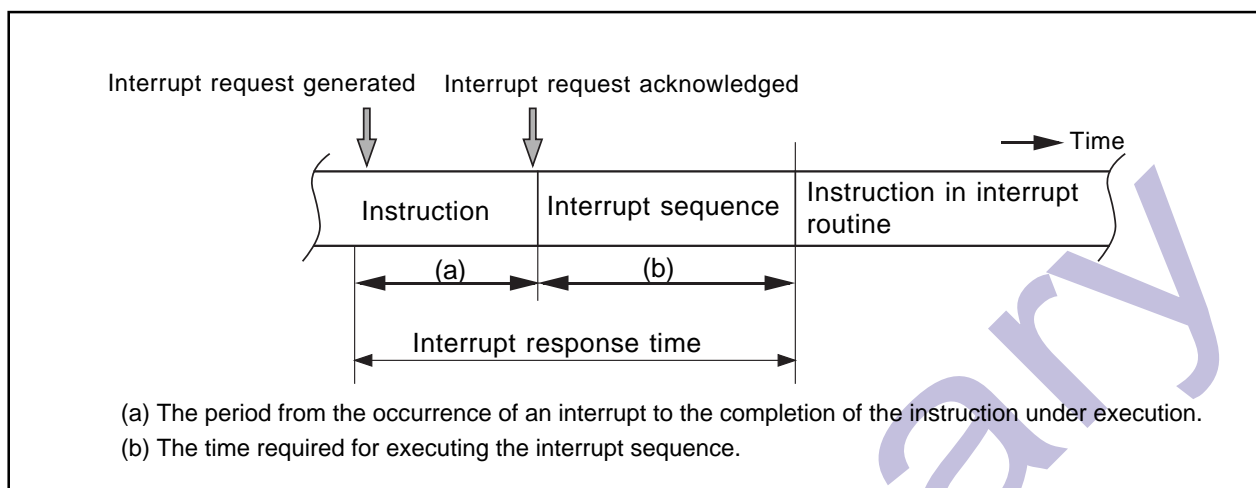 Interrupt request generated
Interrupt request acknowledged
Time
Instruction
Interrupt sequence
Instruction in interrupt
routine
(a)
(b)
Interrupt response time
(a) The period from the occurrence of an interrupt to the completion of the instruction under execution.
(b) The time required for executing the interrupt sequence.
ary